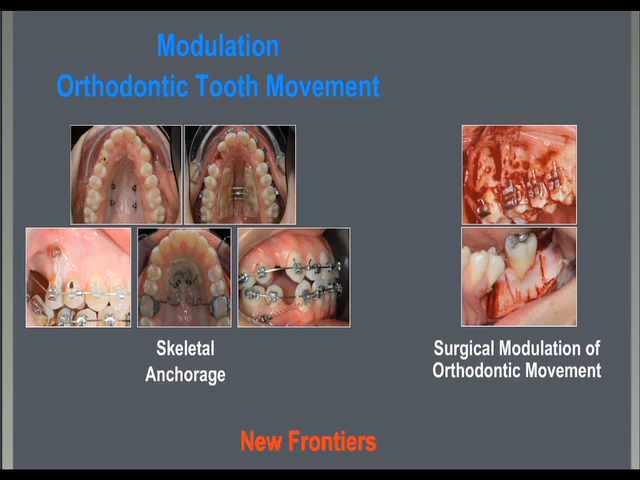 Modulation
Orthodontic Tooth Movement
Skeletal
Anchorage
Surgical Modulation of
Orthodontic Movement
New Frontiers